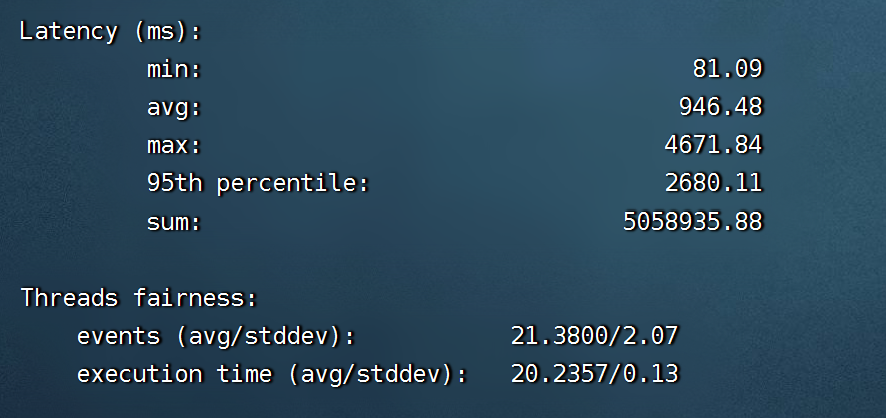 Latency (ms):
min: 81.09
avg: 946.48
max: 4671.84
95th percentile: 2680.11
sum: 5058935.88
Threads fairness:
events (avg/stddev): 21.3800/2.07
execution time (avg/stddev): 20.2357/0.13